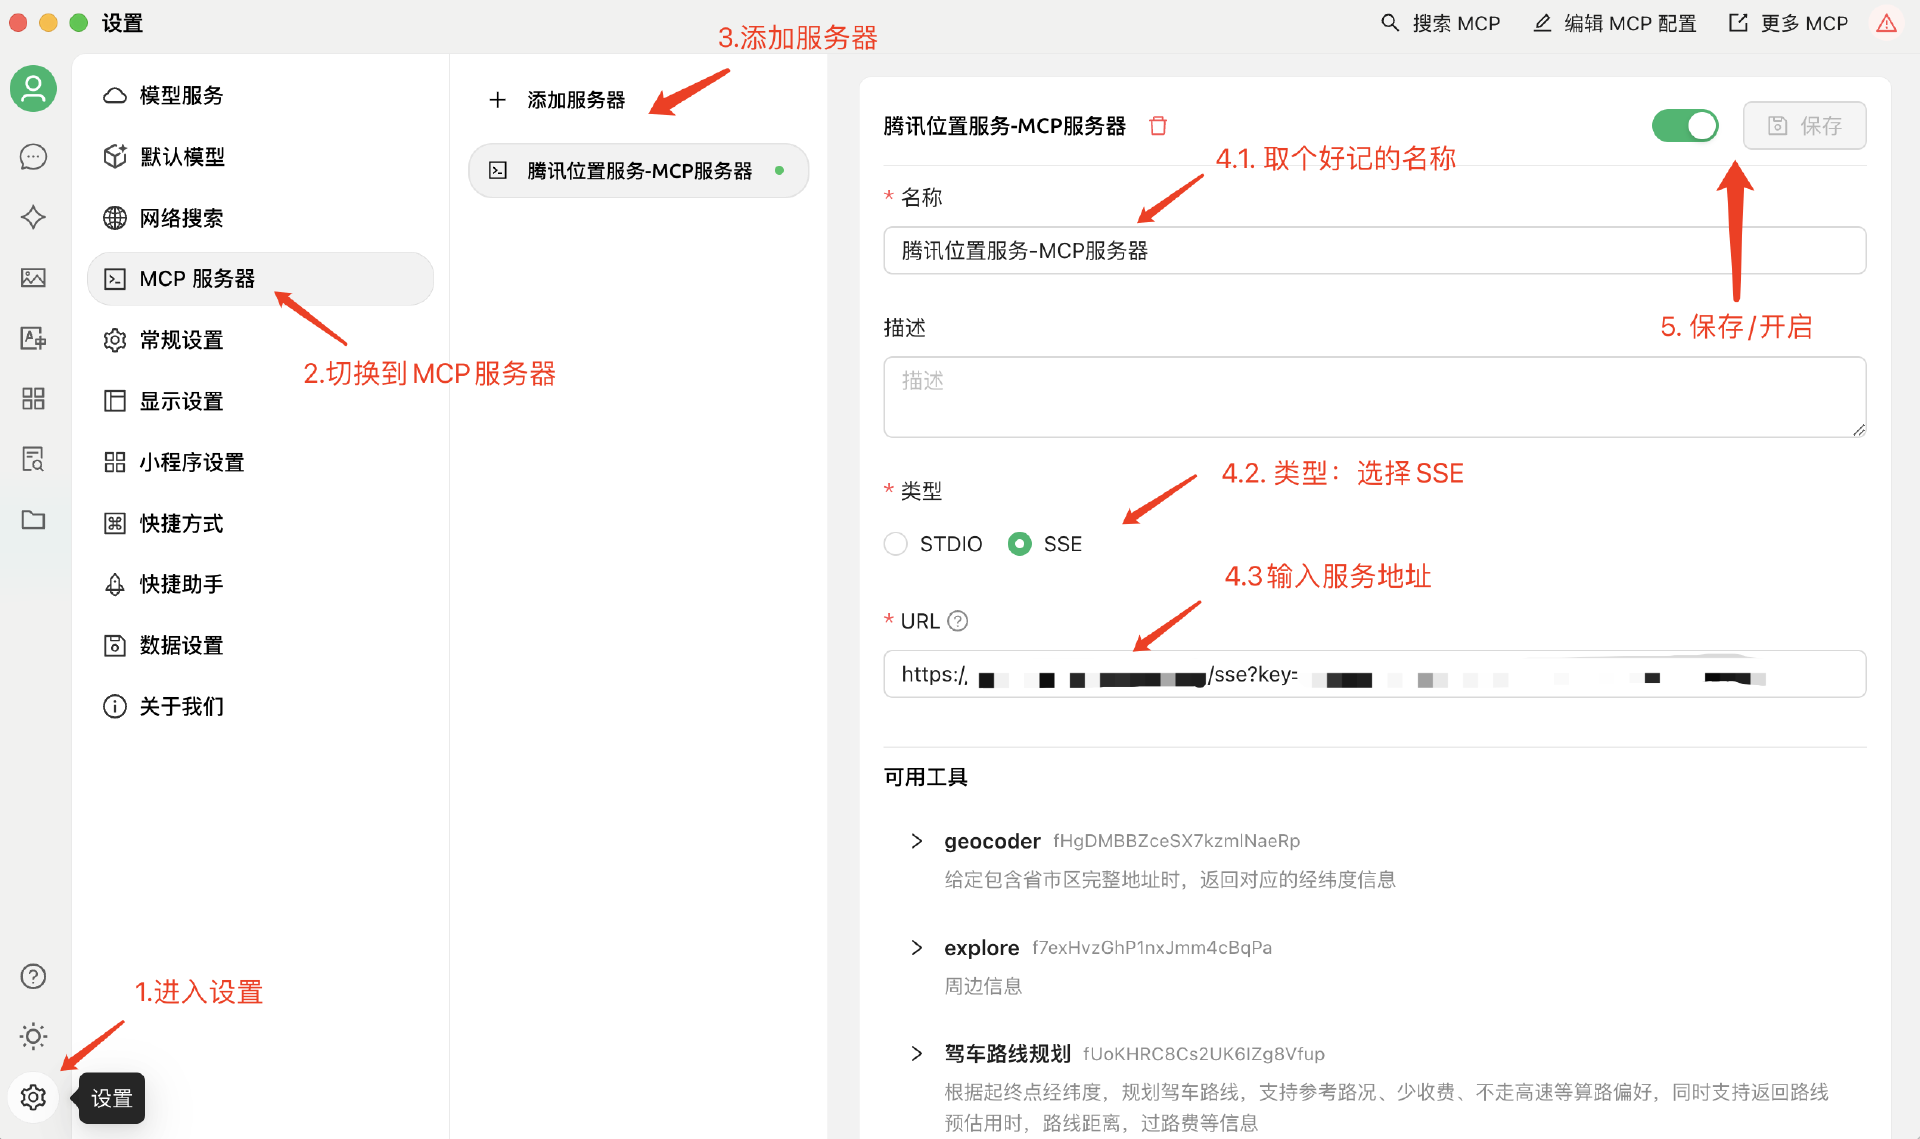 设置
3.添加服务器
搜索 MCP
编辑 MCP 配置
更多 MCP
模型服务
默认模型
网络搜索
MCP 服务器
2.切换到 MCP 服务器
常规设置
显示设置
小程序设置
快捷方式
快捷助手
数据设置
关于我们
1.进入设置
设置
添加服务器
腾讯位置服务-MCP服务器
腾讯位置服务-MCP服务器
保存
4.1. 取个好记的名称
* 名称
腾讯位置服务-MCP服务器
5. 保存/开启
描述
描述
4.2. 类型：选择 SSE
* 类型
STDIO
SSE
4.3 输入服务地址
* URL
https:/
/sse?key=
可用工具
geocoder fHgDMBBZceSX7kzmINaeRp
给定包含省市区完整地址时，返回对应的经纬度信息
explore f7exHvzGhP1nxJmm4cBqPa
周边信息
驾车路线规划 fUoKHRC8Cs2UK6IZg8Vfup
根据起终点经纬度，规划驾车路线，支持参考路况、少收费、不走高速等算路偏好，同时支持返回路线
预估用时，路线距离，过路费等信息